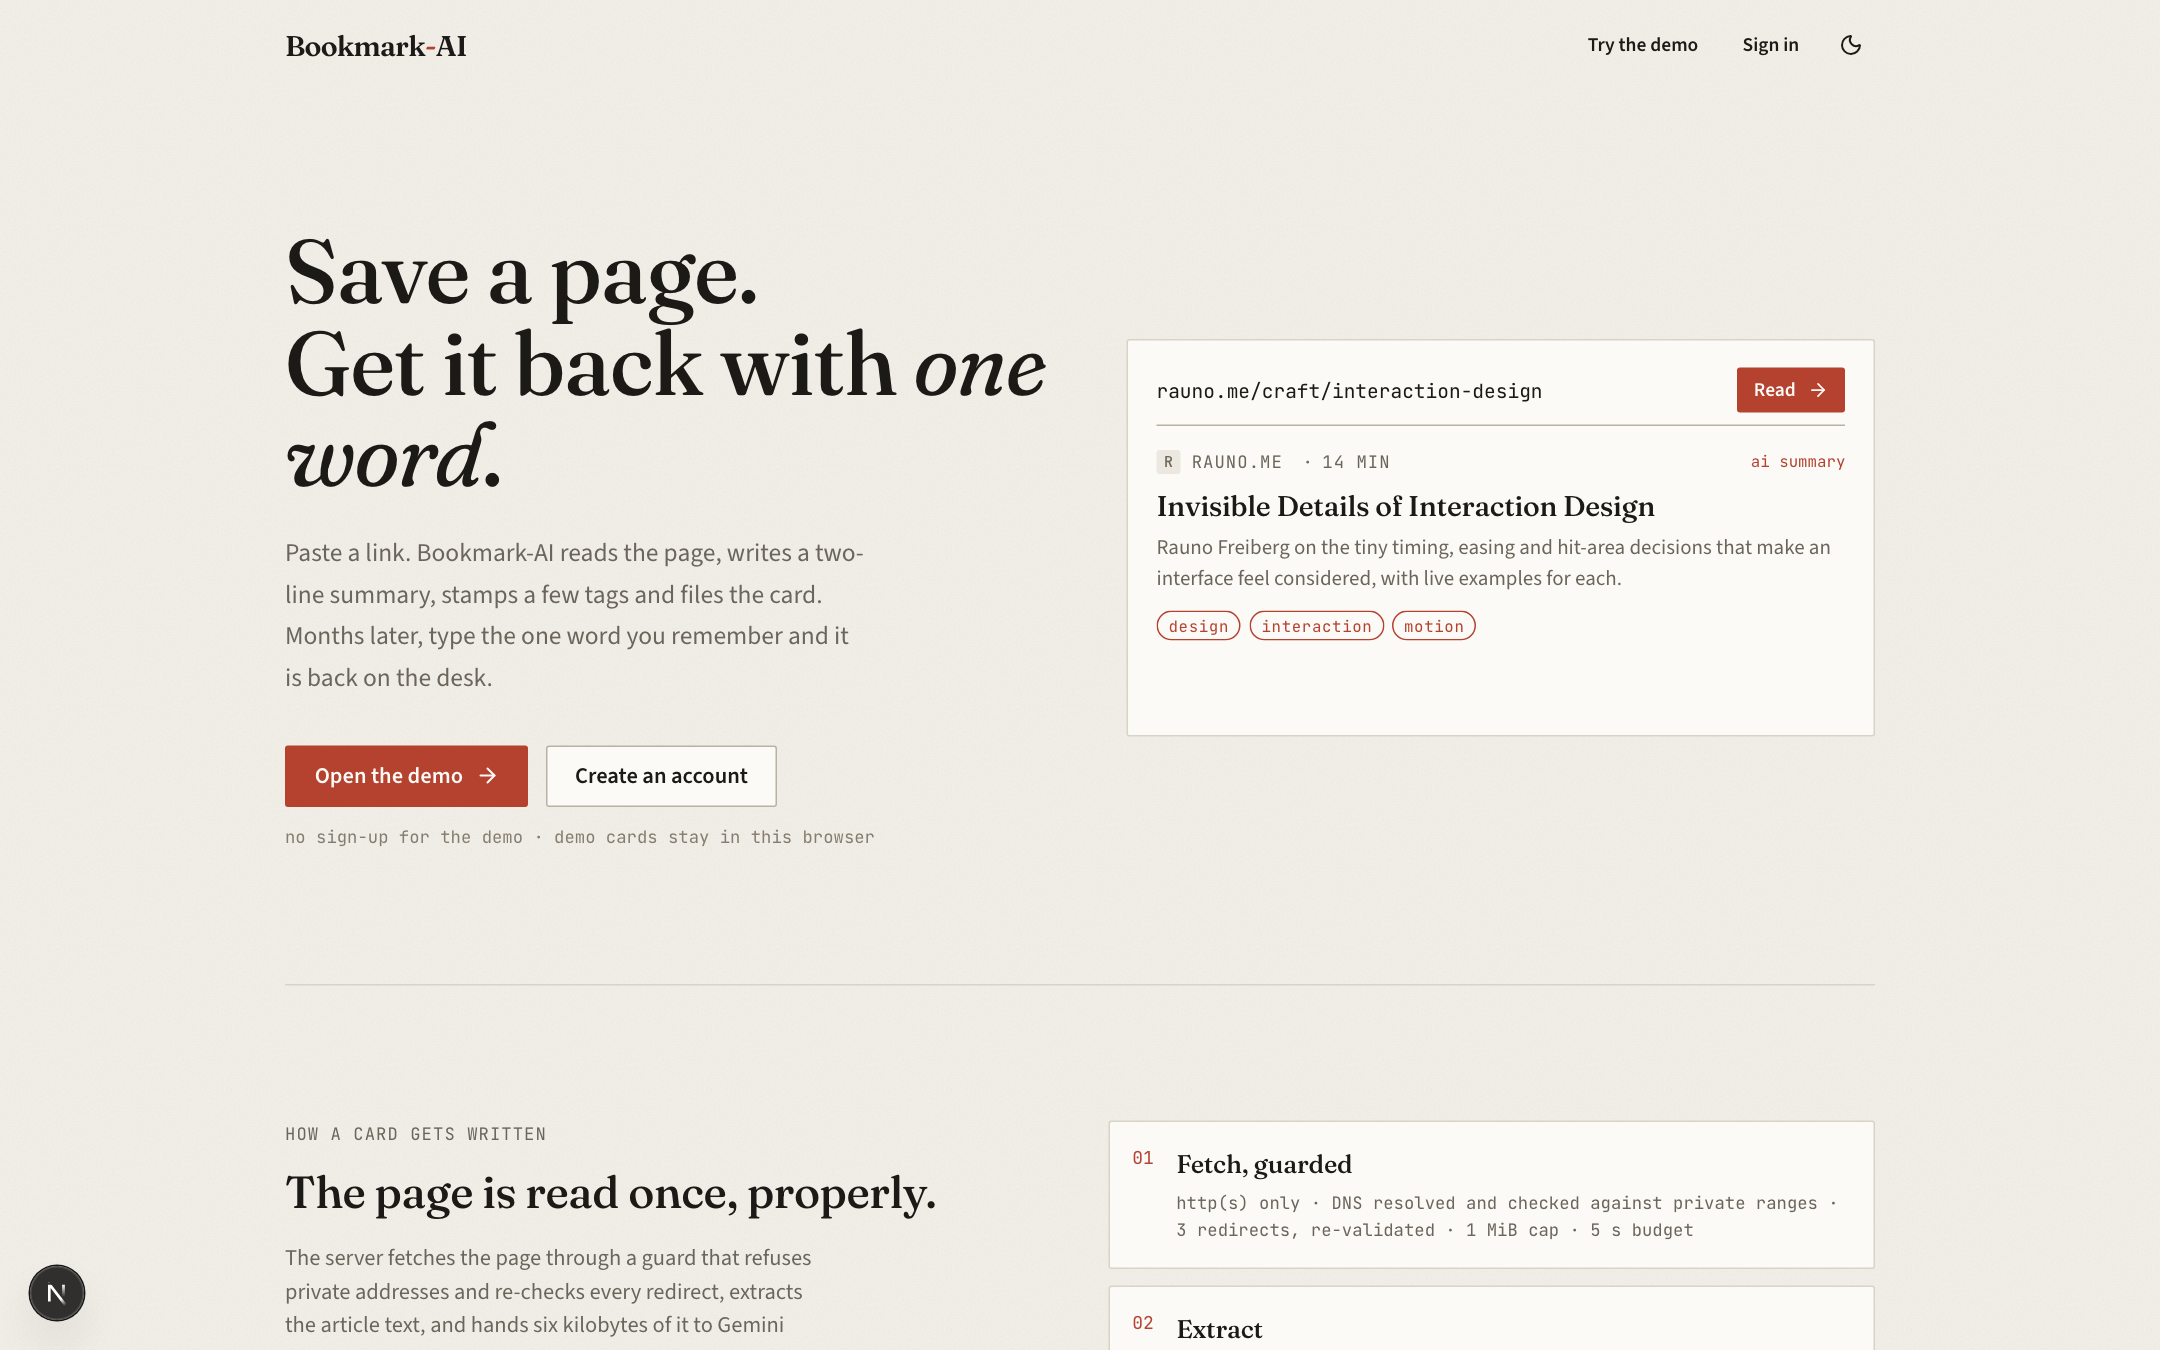 Bookmark-AI
Try the demo
Sign in
Save a page.
Get it back with one
word.
Paste a link. Bookmark-AI reads the page, writes a two-
line summary, stamps a few tags and files the card.
Months later, type the one word you remember and it
is back on the desk.
Open the demo →
Create an account
no sign-up for the demo · demo cards stay in this browser
rauno.me/craft/interaction-design
Read →
R RAUNO.ME · 14 MIN
ai summary
Invisible Details of Interaction Design
Rauno Freiberg on the tiny timing, easing and hit-area decisions that make an
interface feel considered, with live examples for each.
design interaction motion
HOW A CARD GETS WRITTEN
The page is read once, properly.
The server fetches the page through a guard that refuses
private addresses and re-checks every redirect, extracts
the article text, and hands six kilobytes of it to Gemini
01 Fetch, guarded
http(s) only · DNS resolved and checked against private ranges ·
3 redirects, re-validated · 1 MiB cap · 5 s budget
02 Extract
N